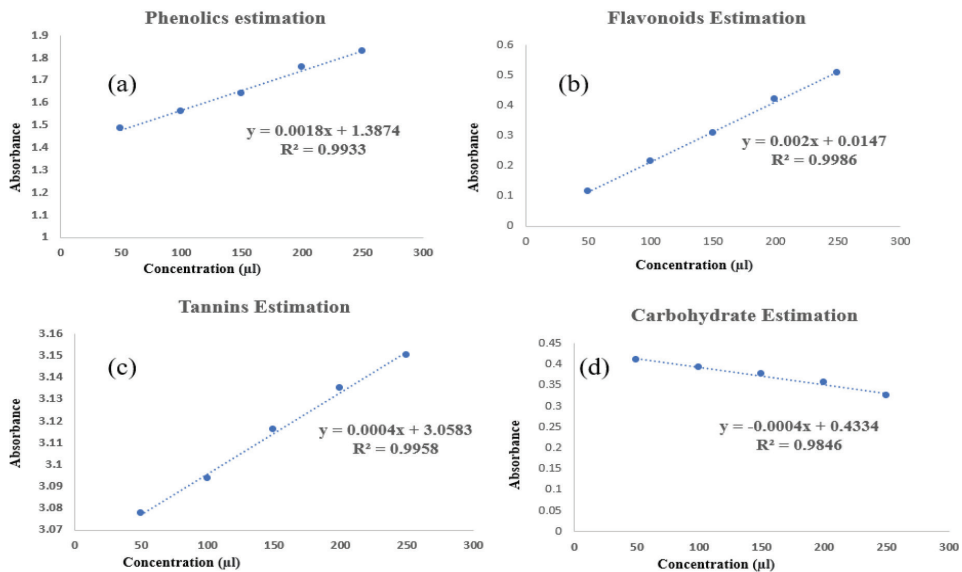 Phenolics estimation
1.9
1.8
1.7
1.6
1.5
1.4
1.3
1.2
1.1
1
(a)
y = 0.0018x + 1.3874
R² = 0.9933
Absorbance
0 50 100 150 200 250 300
Concentration (µl)
Flavonoids Estimation
0.6
0.5
0.4
0.3
0.2
0.1
0
(b)
y = 0.002x + 0.0147
R² = 0.9986
Absorbance
0 50 100 150 200 250 300
Concentration (µl)
Tannins Estimation
3.16
3.15
3.14
3.13
3.12
3.11
3.1
3.09
3.08
3.07
(c)
y = 0.0004x + 3.0583
R² = 0.9958
Absorbance
0 50 100 150 200 250 300
Concentration (µl)
Carbohydrate Estimation
0.45
0.4
0.35
0.3
0.25
0.2
0.15
0.1
0.05
0
(d)
y = -0.0004x + 0.4334
R² = 0.9846
Absorbance
0 50 100 150 200 250 300
Concentration (µl)